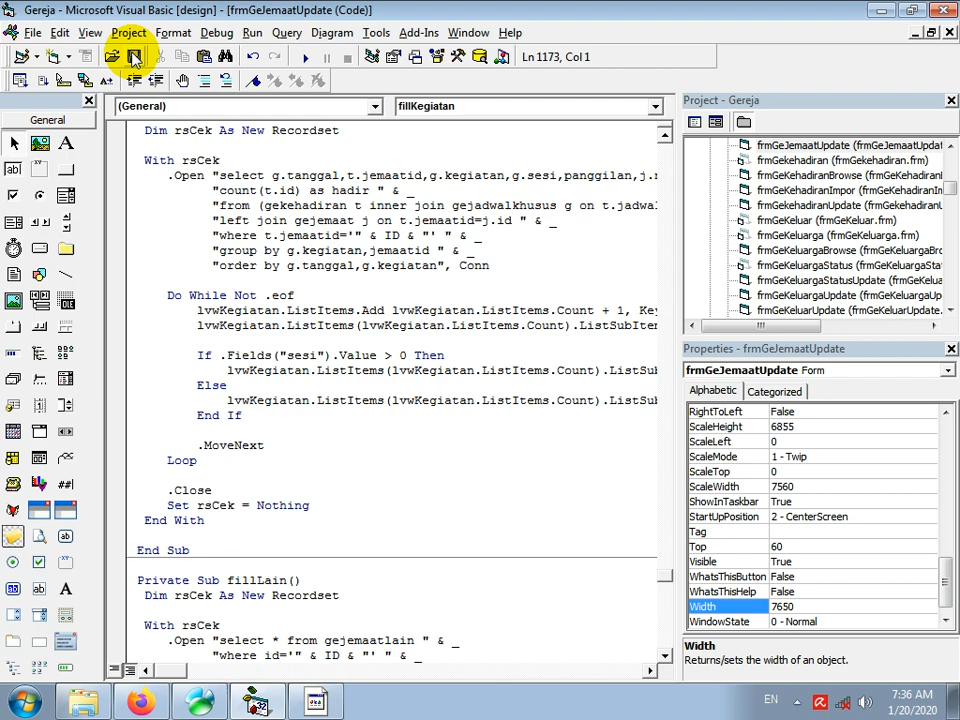 Gereja - Microsoft Visual Basic [design] - [frmGeJemaatUpdate (Code)]
File Edit View Project Format Debug Run Query Diagram Tools Add-Ins Window Help
Ln 1173, Col 1
General
(General)
fillKegiatan
Dim rsCek As New Recordset
With rsCek
.Open "select g.tanggal,t.jemaatid,g.kegiatan,g.sesi,panggilan,j.
"count(t.id) as hadir " & _
"from (gekehadiran t inner join gejadwalkhusus g on t.jadwal
"left join gejemaat j on t.jemaatid=j.id " & _
"where t.jemaatid='" & ID & "' " & _
"group by g.kegiatan,jemaatid " & _
"order by g.tanggal,g.kegiatan", Conn
Do While Not .eof
lvwKegiatan.ListItems.Add lvwKegiatan.ListItems.Count + 1, Ke
lvwKegiatan.ListItems(lvwKegiatan.ListItems.Count).ListSubIte
If .Fields("sesi").Value > 0 Then
lvwKegiatan.ListItems(lvwKegiatan.ListItems.Count).ListSu
Else
lvwKegiatan.ListItems(lvwKegiatan.ListItems.Count).ListSu
End If
.MoveNext
Loop
.Close
Set rsCek = Nothing
End With
End Sub
Private Sub fillLain()
Dim rsCek As New Recordset
With rsCek
.Open "select * from gejemaatlain " & _
"where id='" & ID & "' " & _
Project - Gereja
frmGeJemaatUpdate (frmGeJemaatUpdat
frmGekehadiran (frmGekehadiran.frm)
frmGekehadiranBrowse (frmGekehadiranB
frmGekehadiranImpor (frmGekehadiranIm
frmGekehadiranUpdate (frmGekehadiranU
frmGeKeluar (frmGeKeluar.frm)
frmGeKeluarga (frmGeKeluarga.frm)
frmGeKeluargaBrowse (frmGeKeluargaBro
frmGeKeluargaStatus (frmGeKeluargaSta
frmGeKeluargaStatusUpdate (frmGeKelua
frmGeKeluargaUpdate (frmGeKeluargaUp
frmGeKeluarUpdate (frmGeKeluarUpdate.
Properties - frmGeJemaatUpdate
frmGeJemaatUpdate Form
Alphabetic Categorized
RightToLeft False
ScaleHeight 6855
ScaleLeft 0
ScaleMode 1 - Twip
ScaleTop 0
ScaleWidth 7560
ShowInTaskbar True
StartUpPosition 2 - CenterScreen
Tag
Top 60
Visible True
WhatsThisButton False
WhatsThisHelp False
Width 7650
WindowState 0 - Normal
Width
Returns/sets the width of an object.
EN
7:36 AM
1/20/2020